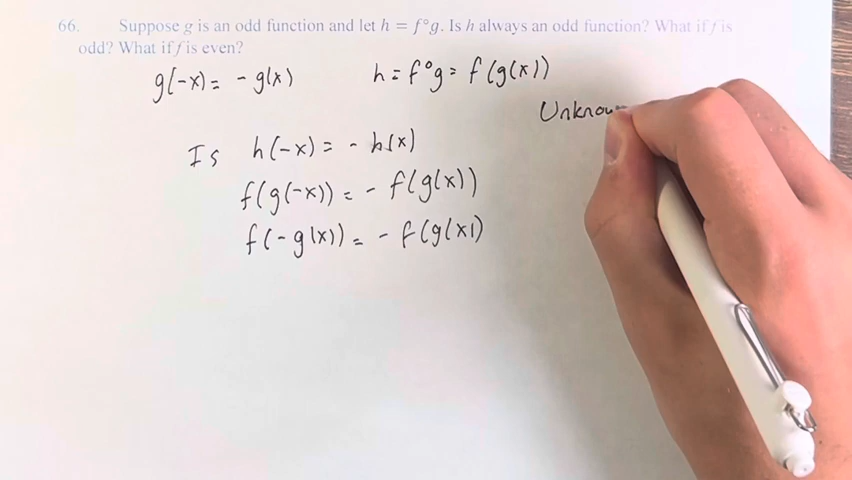 66. Suppose g is an odd function and let h = f°g. Is h always an odd function? What if f is
odd? What if f is even?
g(-x) = - g(x) h = f°g = f(g(x))
Unknow
Is h(-x) = - h(x)
f(g(-x)) = - f(g(x))
f(-g(x)) = - f(g(x)